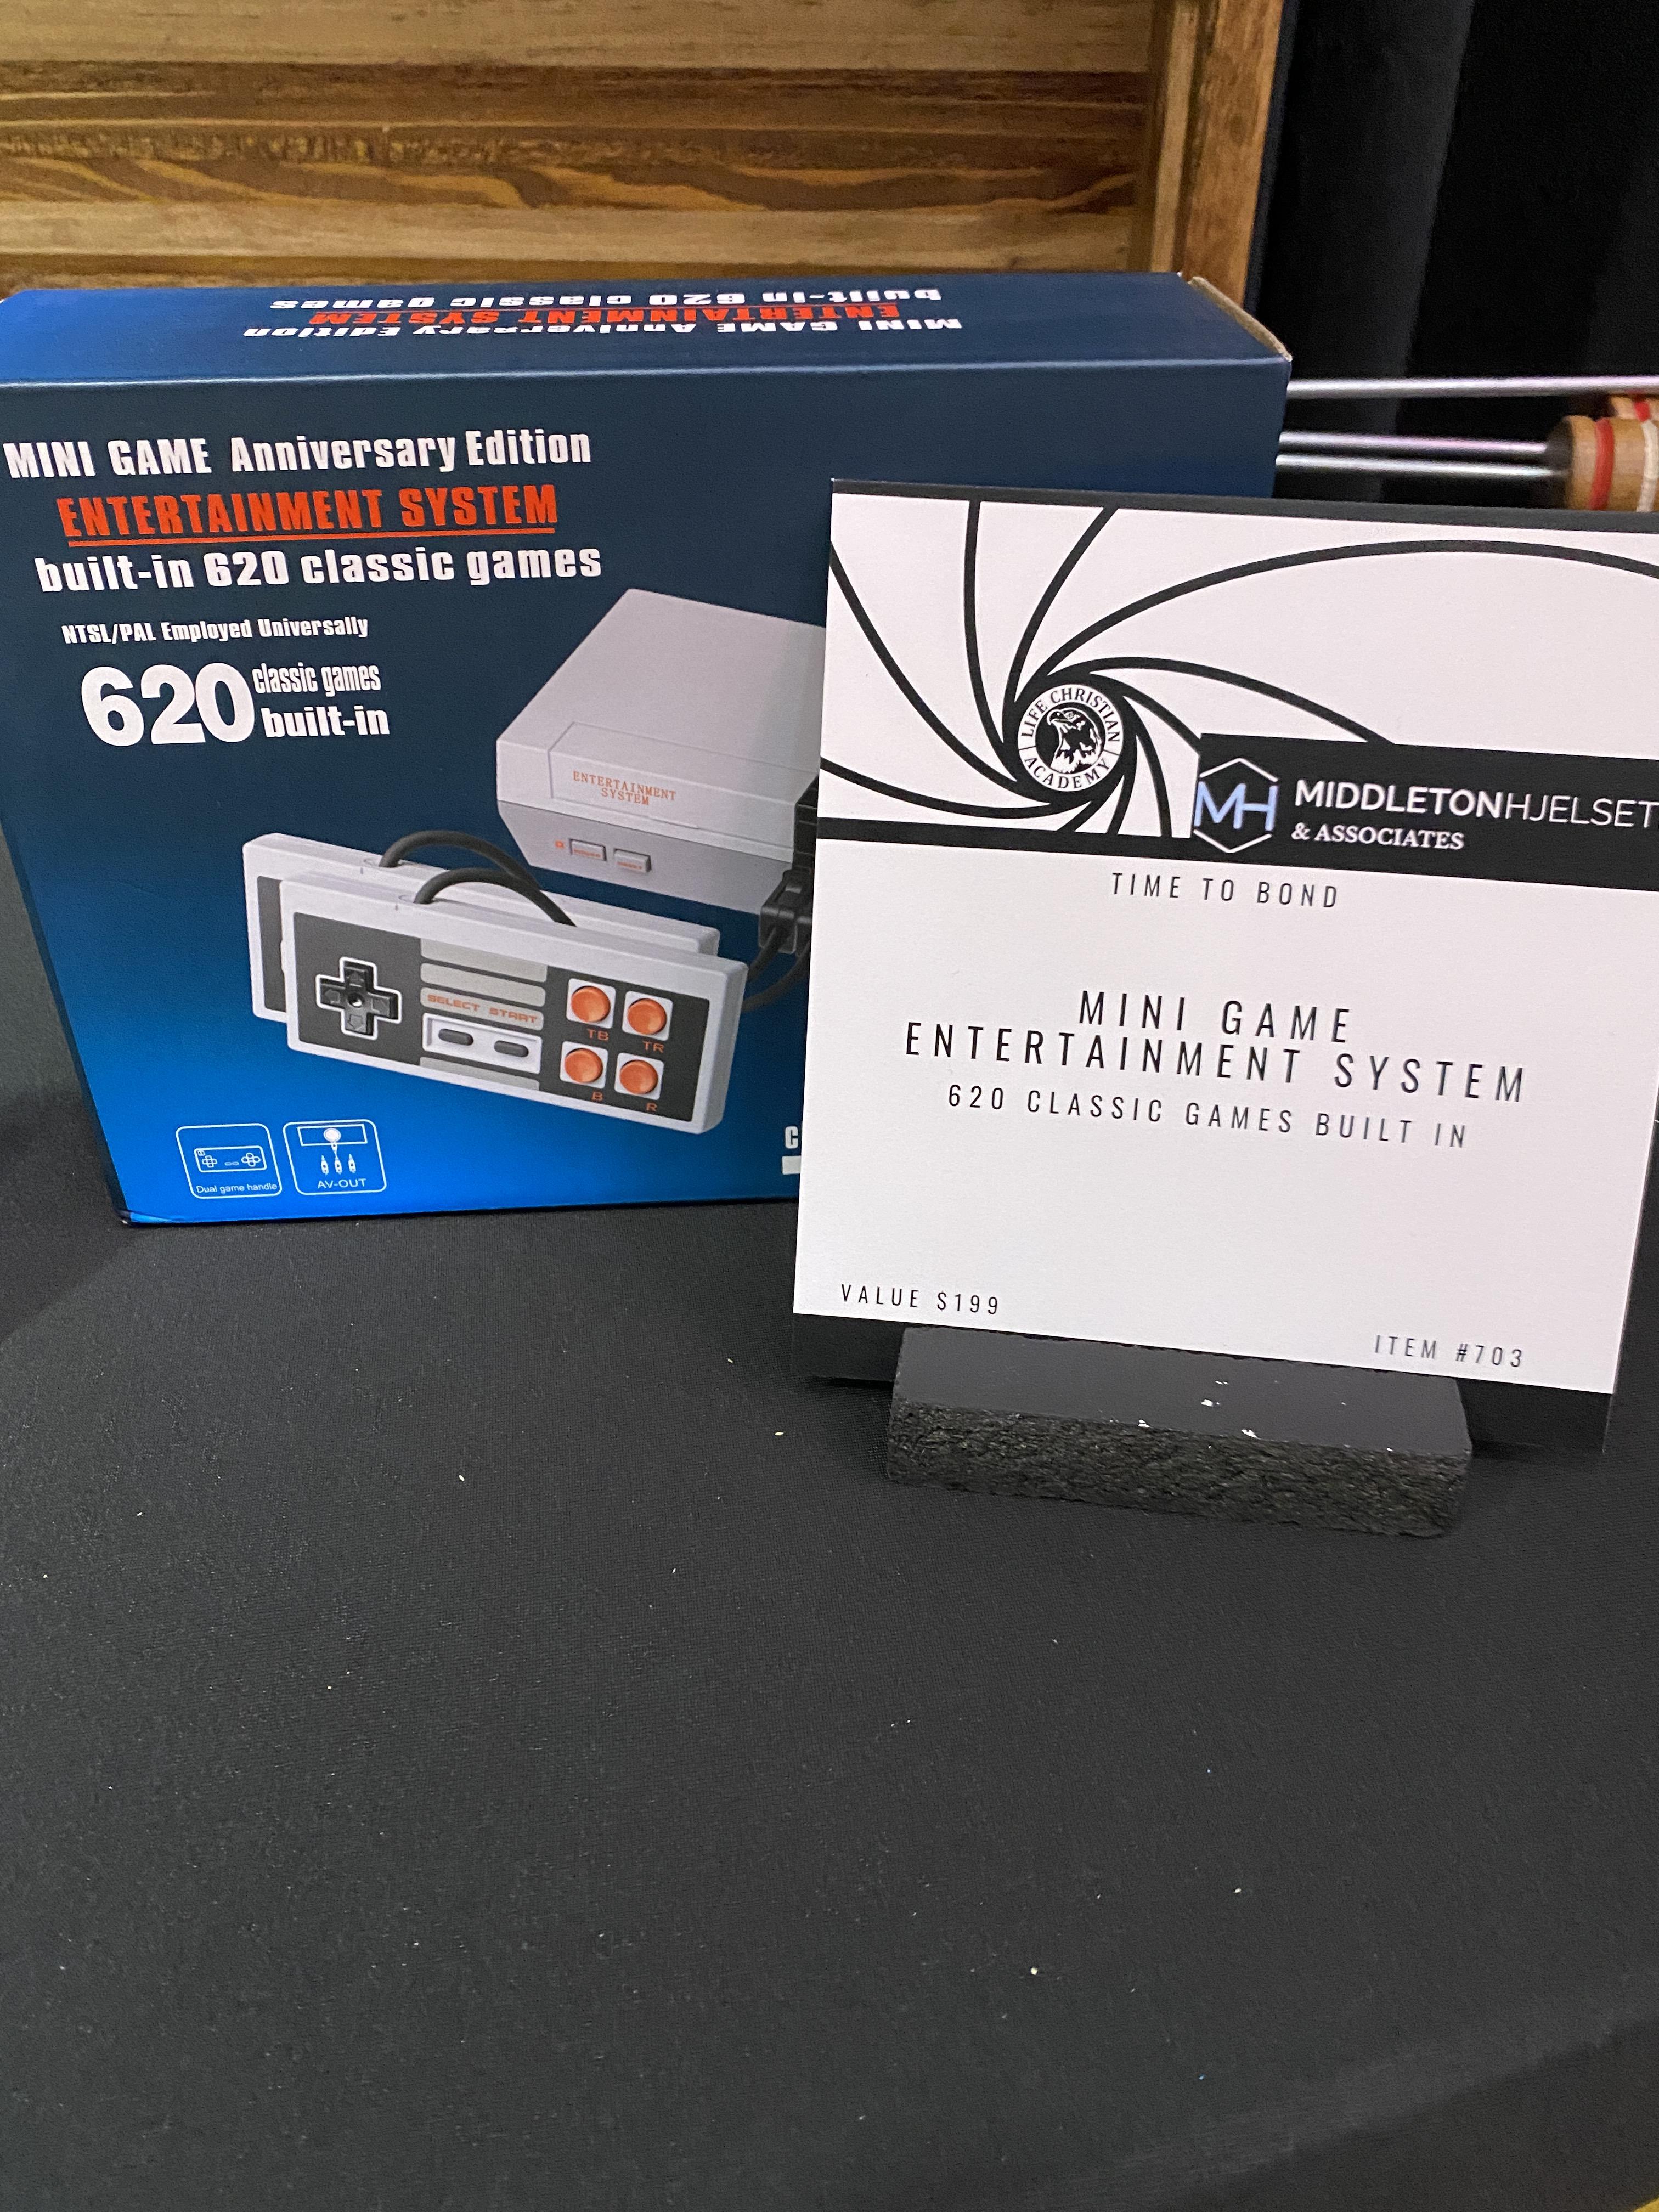 built-in 620 classic games
ENTERTAINMENT SYSTEM
MINI GAME Anniversary Edition
MINI GAME Anniversary Edition
ENTERTAINMENT SYSTEM
built-in 620 classic games
NTSL/PAL Employed Universally
620 classic games
built-in
ENTERTAINMENT
SYSTEM
SELECT START
TB TR
B R
Dual game handle
AV-OUT
LIFE CHRISTIAN
ACADEMY
MH
MIDDLETONHJELSET
& ASSOCIATES
TIME TO BOND
MINI GAME
ENTERTAINMENT SYSTEM
620 CLASSIC GAMES BUILT IN
VALUE $199
ITEM #703